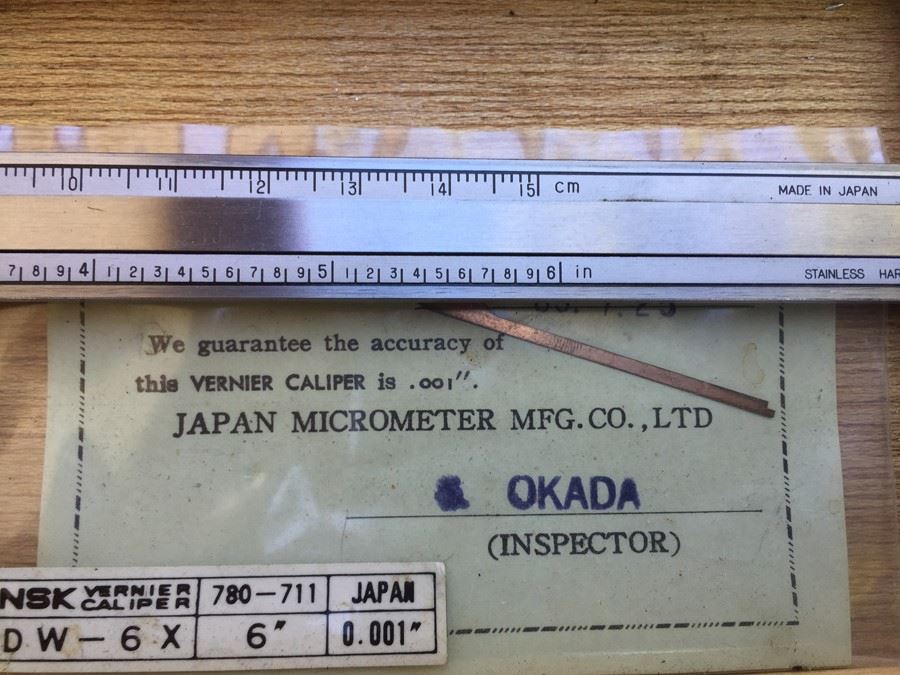 0 11 12 13 14 15 cm MADE IN JAPAN
7 8 9 4 1 2 3 4 5 6 7 8 9 5 1 2 3 4 5 6 7 8 9 6 in STAINLESS HAR
We guarantee the accuracy of
this VERNIER CALIPER is .001".
JAPAN MICROMETER MFG.CO.,LTD
OKADA
(INSPECTOR)
NSK VERNIER CALIPER 780-711 JAPAN
DW-6X 6" 0.001"